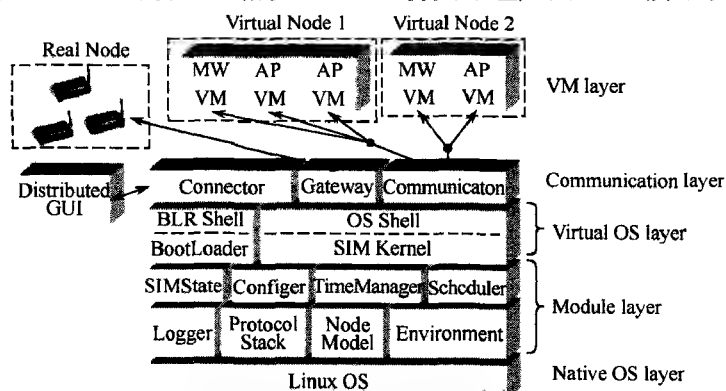 Virtual Node 1
Virtual Node 2
Real Node
MW AP AP
VM VM VM
MW AP
VM VM
VM layer
Distributed
GUI
Connector
Gateway
Communicaton
Communication layer
BLR Shell
OS Shell
BootLoader
SIM Kernel
Virtual OS layer
SIMState
Configer
TimeManager
Schcduler
Logger
Protocol
Stack
Node
Model
Environment
Module layer
Linux OS
Native OS layer